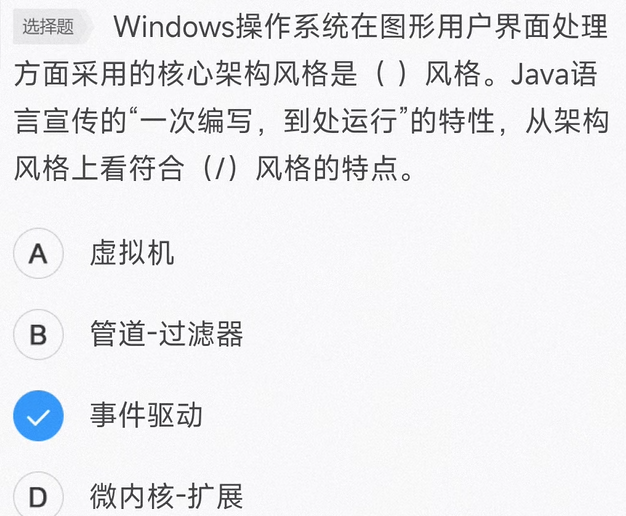 选择题 Windows操作系统在图形用户界面处理
方面采用的核心架构风格是（ ）风格。Java语
言宣传的“一次编写，到处运行”的特性，从架构
风格上看符合（/）风格的特点。
A 虚拟机
B 管道-过滤器
事件驱动
D 微内核-扩展